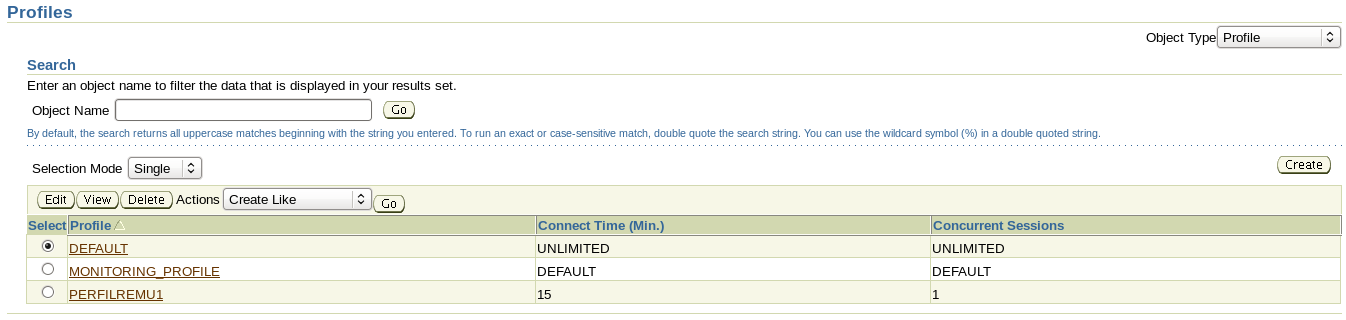 Profiles
Object Type Profile
Search
Enter an object name to filter the data that is displayed in your results set.
Object Name Go
By default, the search returns all uppercase matches beginning with the string you entered. To run an exact or case-sensitive match, double quote the search string. You can use the wildcard symbol (%) in a double quoted string.
Selection Mode Single Create
Edit View Delete Actions Create Like Go
Select Profile Connect Time (Min.) Concurrent Sessions
DEFAULT UNLIMITED UNLIMITED
MONITORING_PROFILE DEFAULT DEFAULT
PERFILREMU1 15 1